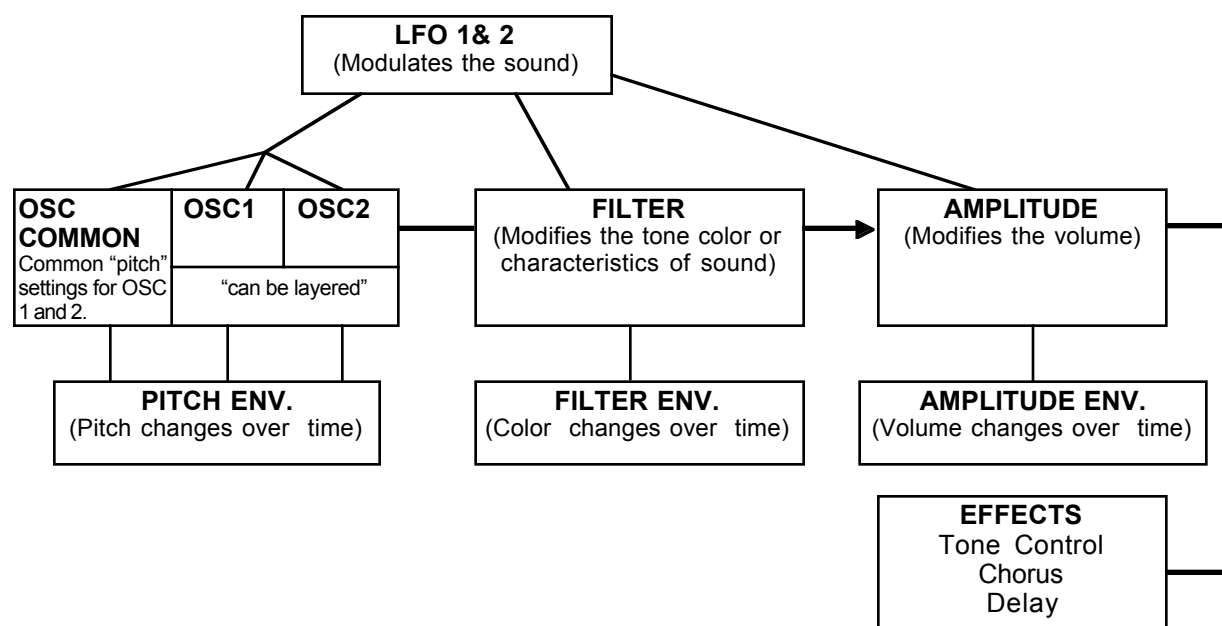 LFO 1& 2
(Modulates the sound)
OSC
COMMON
Common “pitch”
settings for OSC
1 and 2.
OSC1
OSC2
“can be layered”
FILTER
(Modifies the tone color or
characteristics of sound)
AMPLITUDE
(Modifies the volume)
PITCH ENV.
(Pitch changes over time)
FILTER ENV.
(Color changes over time)
AMPLITUDE ENV.
(Volume changes over time)
EFFECTS
Tone Control
Chorus
Delay